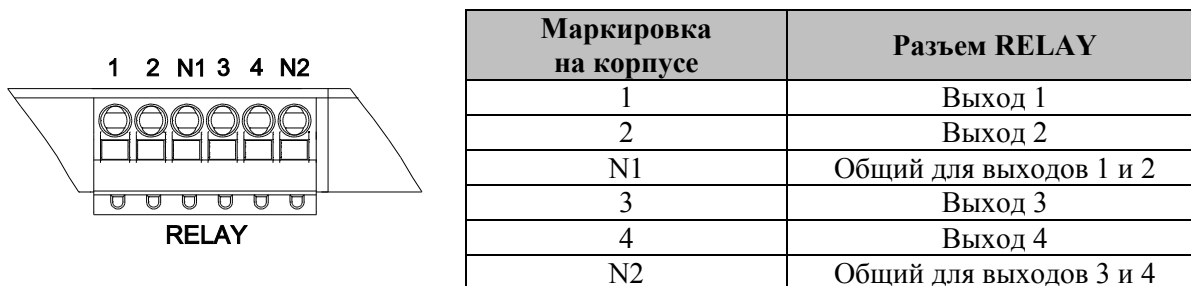 1 2 N1 3 4 N2
RELAY
Маркировка
на корпусе
Разъем RELAY
1 Выход 1
2 Выход 2
N1 Общий для выходов 1 и 2
3 Выход 3
4 Выход 4
N2 Общий для выходов 3 и 4